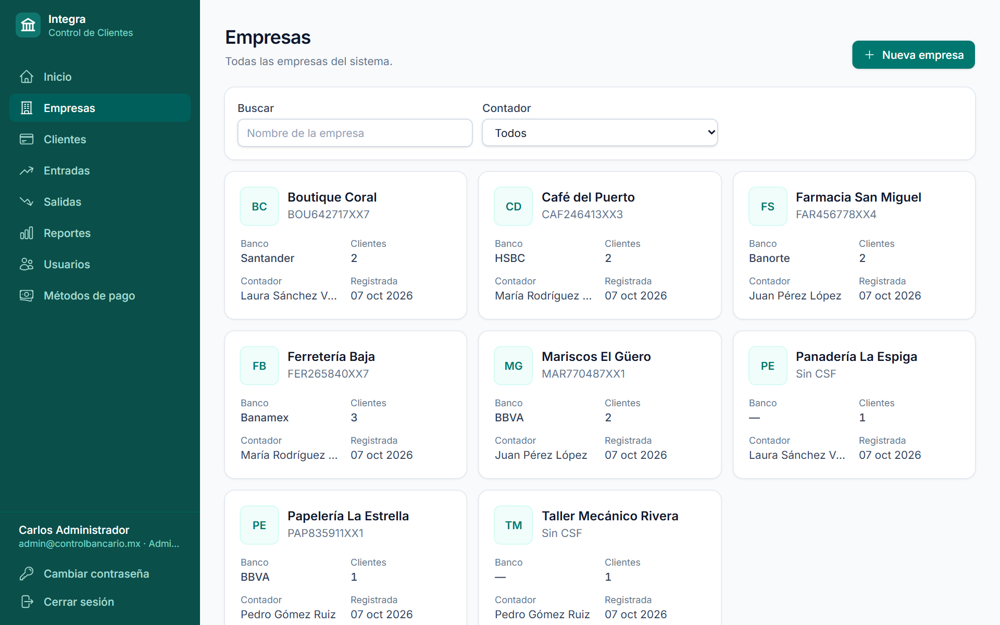 Integra
Control de Clientes
Inicio
Empresas
Clientes
Entradas
Salidas
Reportes
Usuarios
Métodos de pago
Carlos Administrador
admin@controlbancario.mx · Admi...
Cambiar contraseña
Cerrar sesión
Empresas
Todas las empresas del sistema.
Nueva empresa
Buscar
Nombre de la empresa
Contador
Todos
BC
Boutique Coral
BOU642717XX7
Banco
Santander
Clientes
2
Contador
Laura Sánchez V...
Registrada
07 oct 2026
CD
Café del Puerto
CAF246413XX3
Banco
HSBC
Clientes
2
Contador
María Rodríguez ...
Registrada
07 oct 2026
FS
Farmacia San Miguel
FAR456778XX4
Banco
Banorte
Clientes
2
Contador
Juan Pérez López
Registrada
07 oct 2026
FB
Ferretería Baja
FER265840XX7
Banco
Banamex
Clientes
3
Contador
María Rodríguez ...
Registrada
07 oct 2026
MG
Mariscos El Güero
MAR770487XX1
Banco
BBVA
Clientes
2
Contador
Juan Pérez López
Registrada
07 oct 2026
PE
Panadería La Espiga
Sin CSF
Banco
—
Clientes
1
Contador
Laura Sánchez V...
Registrada
07 oct 2026
PE
Papelería La Estrella
PAP835911XX1
Banco
BBVA
Clientes
1
Contador
Pedro Gómez Ruiz
Registrada
07 oct 2026
TM
Taller Mecánico Rivera
Sin CSF
Banco
—
Clientes
1
Contador
Pedro Gómez Ruiz
Registrada
07 oct 2026